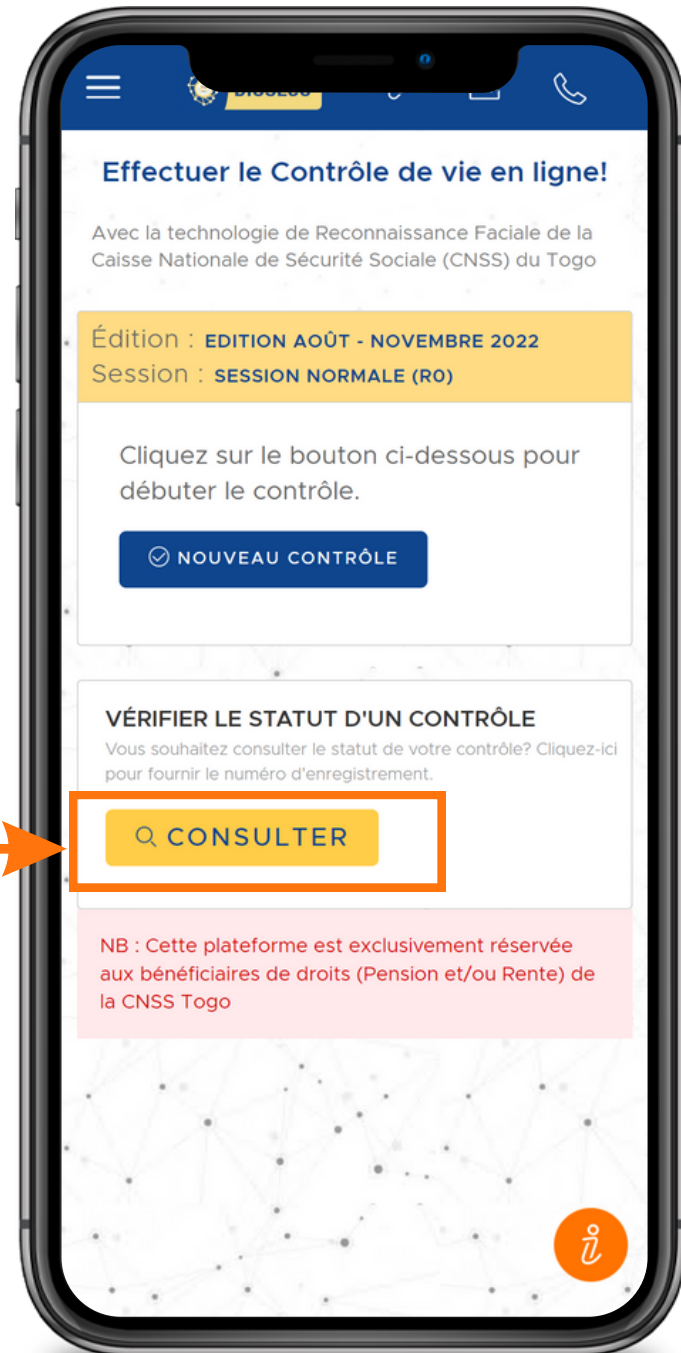 Effectuer le Contrôle de vie en ligne!
Avec la technologie de Reconnaissance Faciale de la
Caisse Nationale de Sécurité Sociale (CNSS) du Togo
Édition : EDITION AOÛT - NOVEMBRE 2022
Session : SESSION NORMALE (R0)
Cliquez sur le bouton ci-dessous pour
débuter le contrôle.
NOUVEAU CONTRÔLE
VÉRIFIER LE STATUT D'UN CONTRÔLE
Vous souhaitez consulter le statut de votre contrôle? Cliquez-ici
pour fournir le numéro d'enregistrement.
CONSULTER
NB : Cette plateforme est exclusivement réservée
aux bénéficiaires de droits (Pension et/ou Rente) de
la CNSS Togo
i